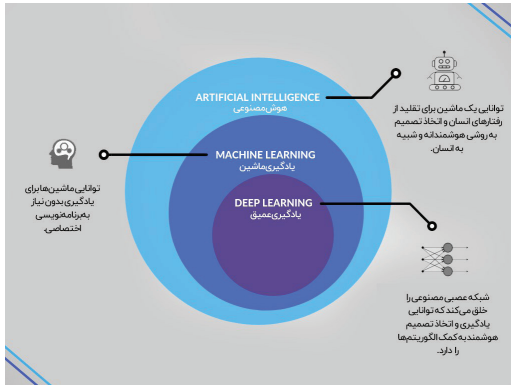 ARTIFICIAL INTELLIGENCE
هوش مصنوعی
توانایی یک ماشین برای تقلید از
رفتارهای انسان و اتخاذ تصمیم
به روشی هوشمندانه و شبیه
به انسان.
MACHINE LEARNING
یادگیری ماشین
توانایی ماشین‌ها برای
یادگیری بدون نیاز
به برنامه‌نویسی
اختصاصی.
DEEP LEARNING
یادگیری عمیق
شبکه عصبی مصنوعی را
خلق می‌کند که توانایی
یادگیری و اتخاذ تصمیم
هوشمند به کمک الگوریتم‌ها
را دارد.